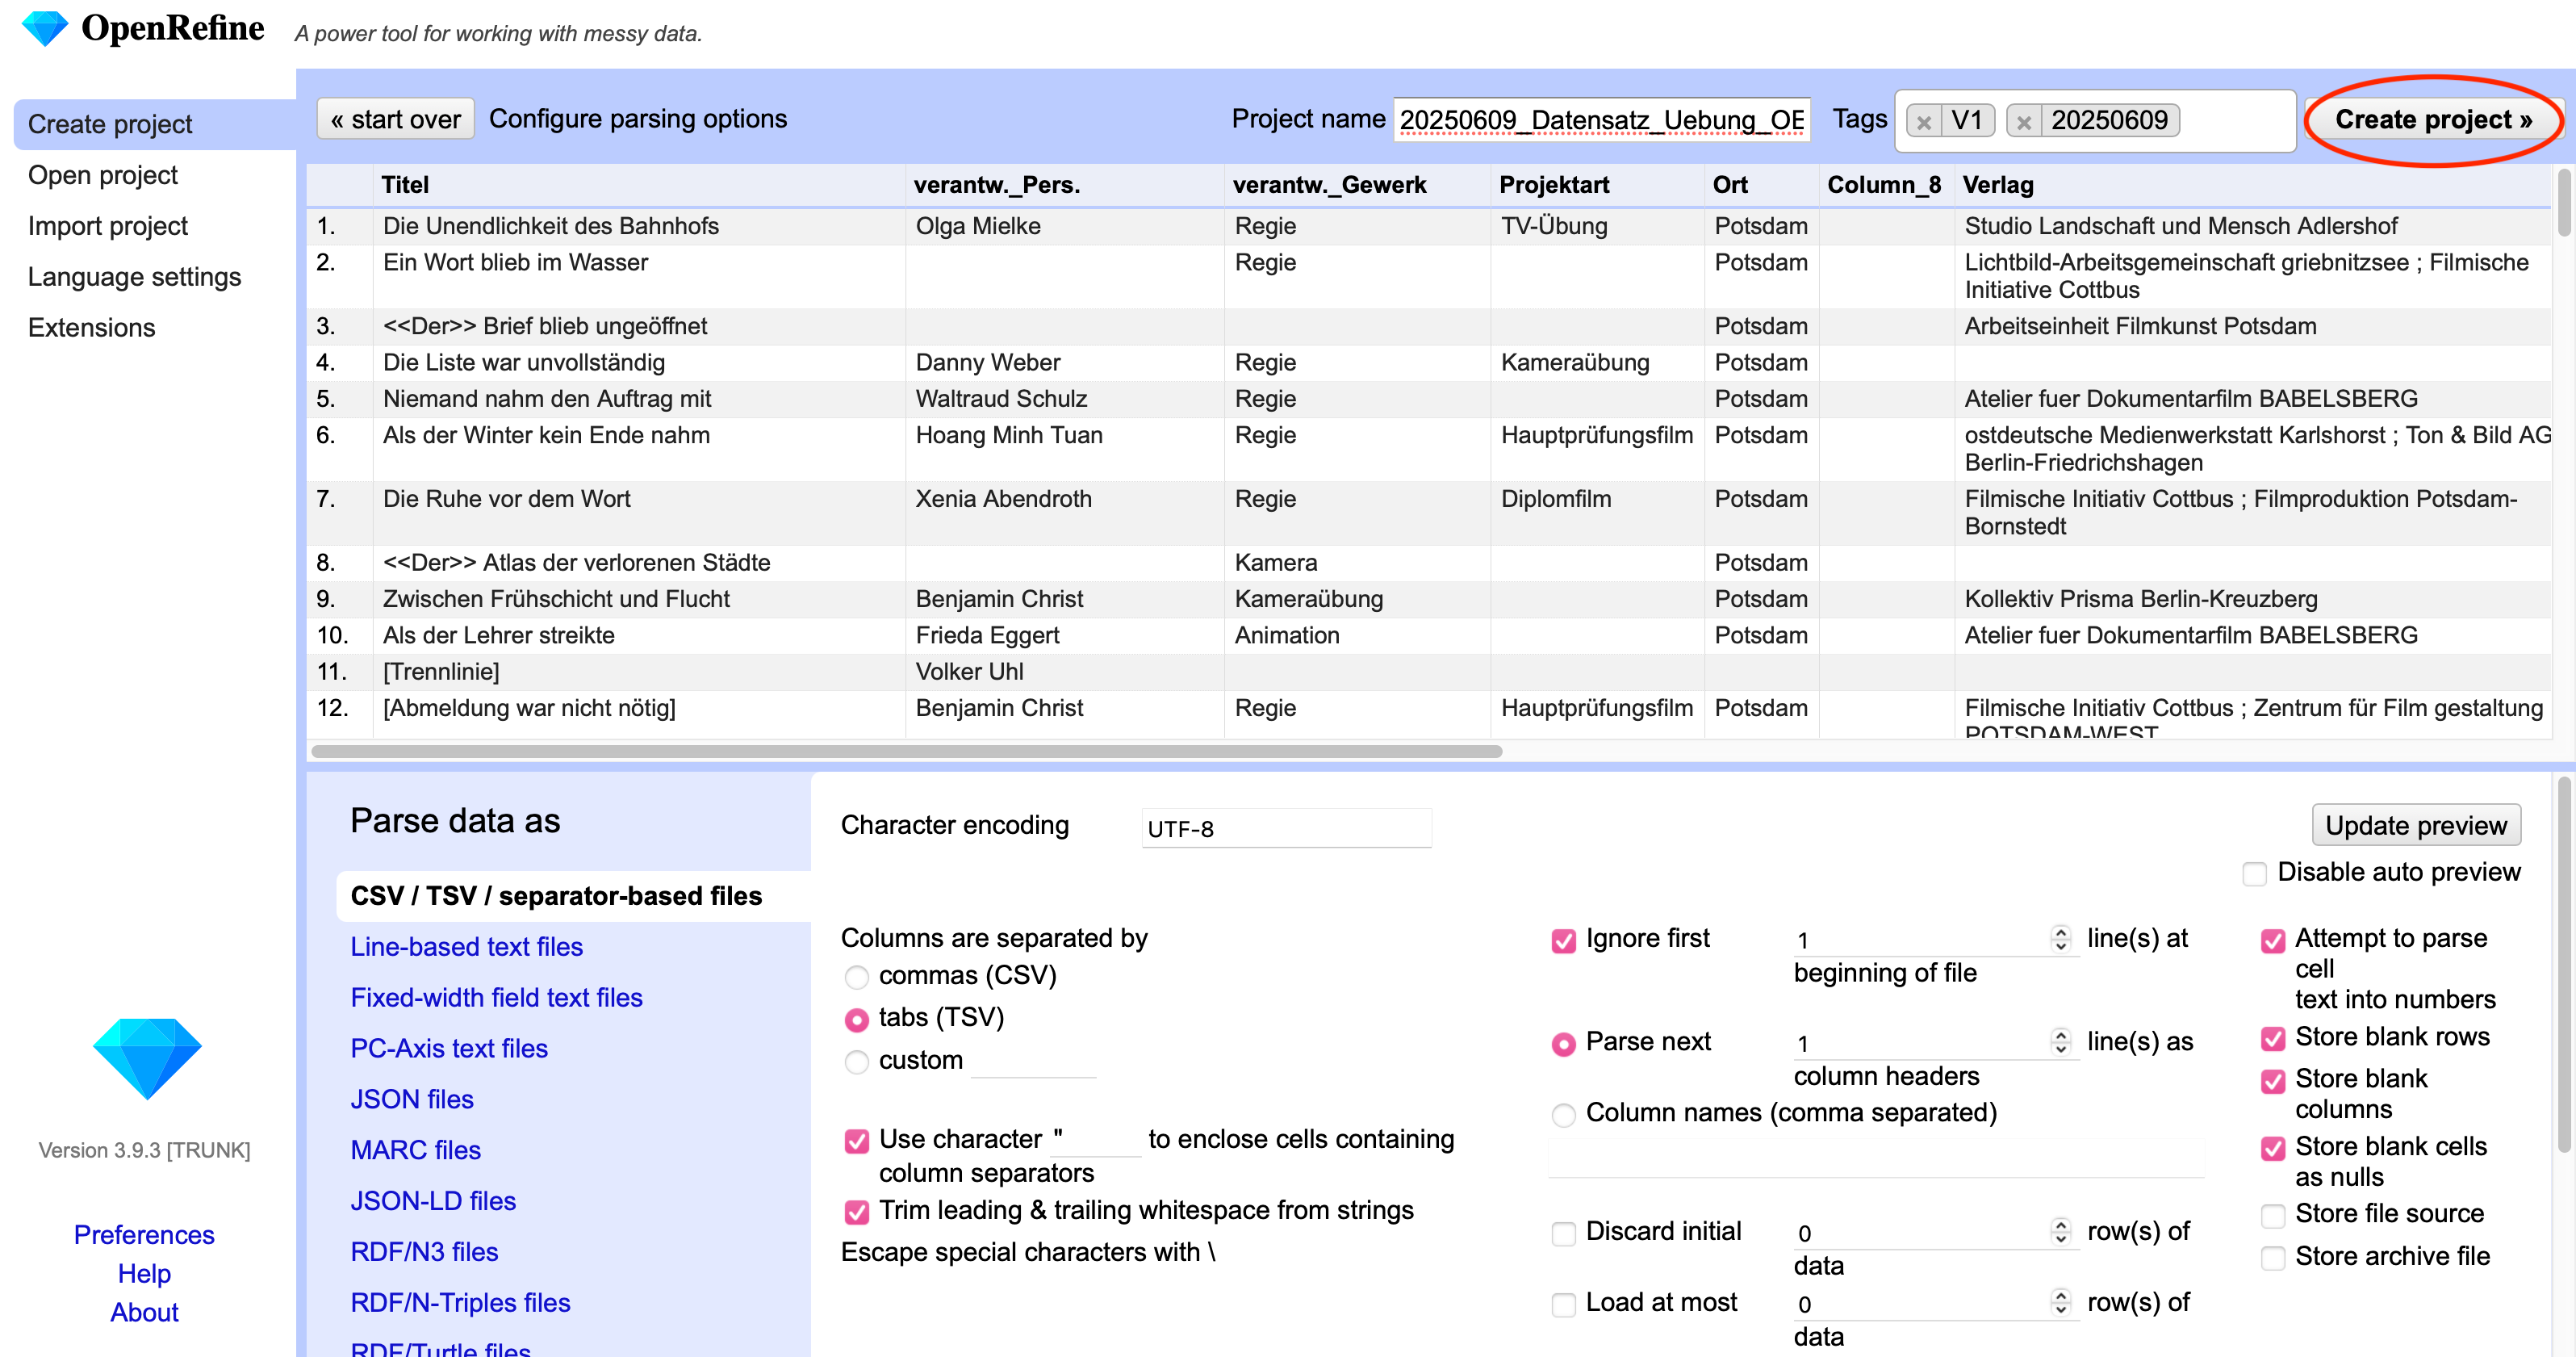 OpenRefine A power tool for working with messy data.
Create project
Open project
Import project
Language settings
Extensions
Version 3.9.3 [TRUNK]
Preferences
Help
About
« start over Configure parsing options Project name 20250609_Datensatz_Uebung_OE Tags × V1 × 20250609 Create project »
Titel verantw._Pers. verantw._Gewerk Projektart Ort Column_8 Verlag
1. Die Unendlichkeit des Bahnhofs Olga Mielke Regie TV-Übung Potsdam Studio Landschaft und Mensch Adlershof
2. Ein Wort blieb im Wasser Regie Potsdam Lichtbild-Arbeitsgemeinschaft griebnitzsee ; Filmische
Initiative Cottbus
3. <<Der>> Brief blieb ungeöffnet Potsdam Arbeitseinheit Filmkunst Potsdam
4. Die Liste war unvollständig Danny Weber Regie Kameraübung Potsdam
5. Niemand nahm den Auftrag mit Waltraud Schulz Regie Potsdam Atelier fuer Dokumentarfilm BABELSBERG
6. Als der Winter kein Ende nahm Hoang Minh Tuan Regie Hauptprüfungsfilm Potsdam ostdeutsche Medienwerkstatt Karlshorst ; Ton & Bild AG
Berlin-Friedrichshagen
7. Die Ruhe vor dem Wort Xenia Abendroth Regie Diplomfilm Potsdam Filmische Initiativ Cottbus ; Filmproduktion Potsdam-
Bornstedt
8. <<Der>> Atlas der verlorenen Städte Kamera Potsdam
9. Zwischen Frühschicht und Flucht Benjamin Christ Kameraübung Potsdam Kollektiv Prisma Berlin-Kreuzberg
10. Als der Lehrer streikte Frieda Eggert Animation Potsdam Atelier fuer Dokumentarfilm BABELSBERG
11. [Trennlinie] Volker Uhl
12. [Abmeldung war nicht nötig] Benjamin Christ Regie Hauptprüfungsfilm Potsdam Filmische Initiativ Cottbus ; Zentrum für Film gestaltung
POTSDAM-WEST
Parse data as
CSV / TSV / separator-based files
Line-based text files
Fixed-width field text files
PC-Axis text files
JSON files
MARC files
JSON-LD files
RDF/N3 files
RDF/N-Triples files
RDF/Turtle files
Character encoding UTF-8
Columns are separated by
commas (CSV)
tabs (TSV)
custom
Use character " to enclose cells containing
column separators
Trim leading & trailing whitespace from strings
Escape special characters with \
Ignore first 1 line(s) at
beginning of file
Parse next 1 line(s) as
column headers
Column names (comma separated)
Discard initial 0 row(s) of
data
Load at most 0 row(s) of
data
Update preview
Disable auto preview
Attempt to parse
cell
text into numbers
Store blank rows
Store blank
columns
Store blank cells
as nulls
Store file source
Store archive file